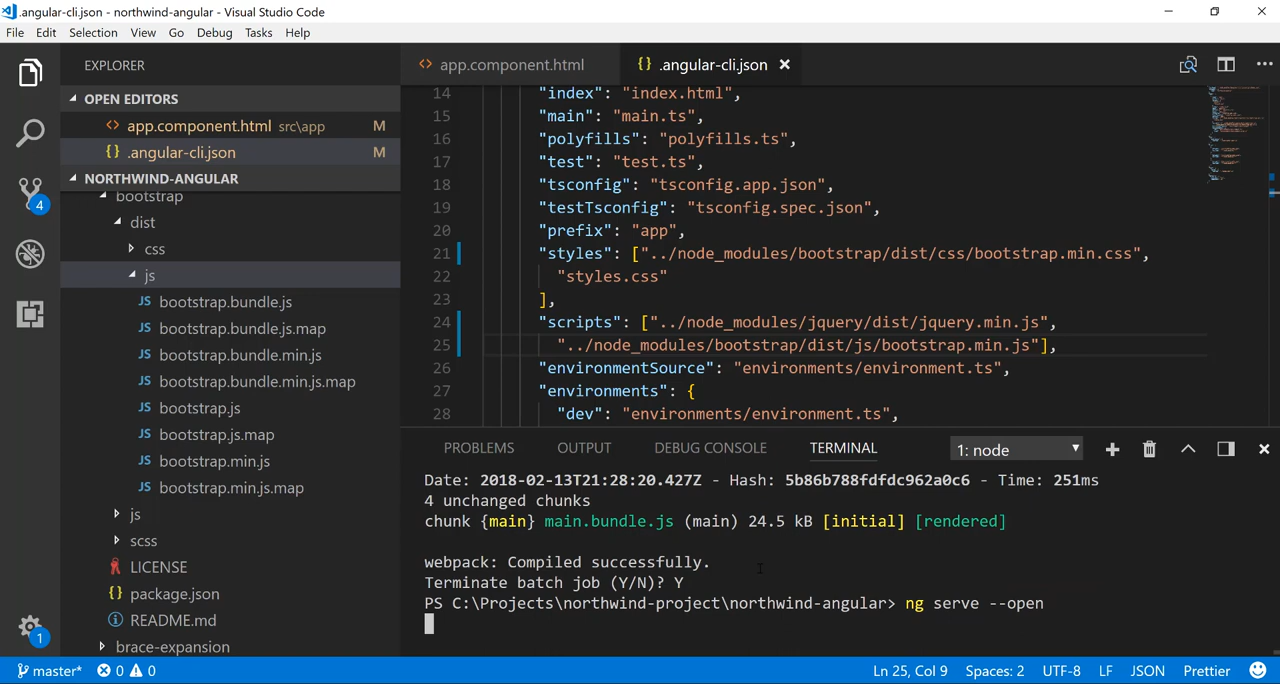 .angular-cli.json - northwind-angular - Visual Studio Code
File Edit Selection View Go Debug Tasks Help
EXPLORER
OPEN EDITORS
<> app.component.html src\app M
{} .angular-cli.json M
NORTHWIND-ANGULAR
bootstrap
dist
css
js
JS bootstrap.bundle.js
JS bootstrap.bundle.js.map
JS bootstrap.bundle.min.js
JS bootstrap.bundle.min.js.map
JS bootstrap.js
JS bootstrap.js.map
JS bootstrap.min.js
JS bootstrap.min.js.map
js
scss
LICENSE
{} package.json
README.md
brace-expansion
4
1
<> app.component.html {} .angular-cli.json ×
14 "index": "index.html",
15 "main": "main.ts",
16 "polyfills": "polyfills.ts",
17 "test": "test.ts",
18 "tsconfig": "tsconfig.app.json",
19 "testTsconfig": "tsconfig.spec.json",
20 "prefix": "app",
21 "styles": ["../node_modules/bootstrap/dist/css/bootstrap.min.css",
22 "styles.css"
23 ],
24 "scripts": ["../node_modules/jquery/dist/jquery.min.js",
25 "../node_modules/bootstrap/dist/js/bootstrap.min.js"],
26 "environmentSource": "environments/environment.ts",
27 "environments": {
28 "dev": "environments/environment.ts",
PROBLEMS OUTPUT DEBUG CONSOLE TERMINAL 1: node
Date: 2018-02-13T21:28:20.427Z - Hash: 5b86b788fdfdc962a0c6 - Time: 251ms
4 unchanged chunks
chunk {main} main.bundle.js (main) 24.5 kB [initial] [rendered]
webpack: Compiled successfully.
Terminate batch job (Y/N)? Y
PS C:\Projects\northwind-project\northwind-angular> ng serve --open
master* 0 0 Ln 25, Col 9 Spaces: 2 UTF-8 LF JSON Prettier